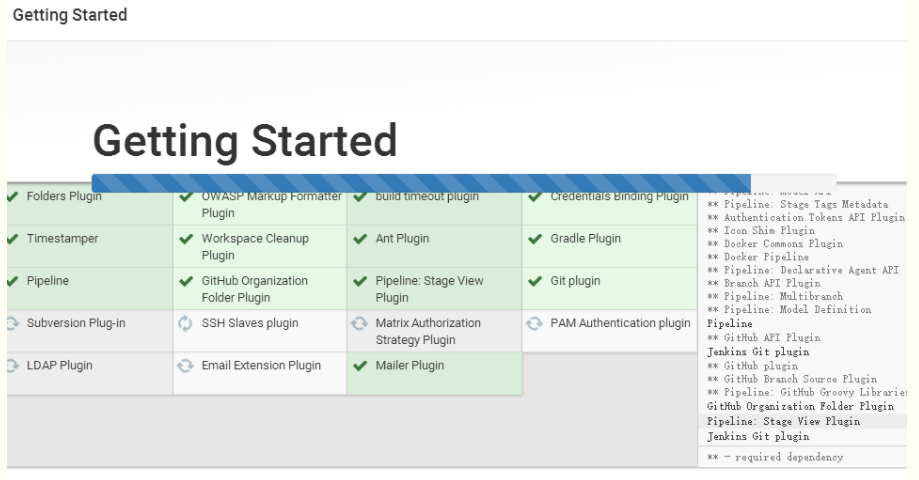 Getting Started
Getting Started
Folders Plugin
OWASP Markup Formatter
Plugin
build timeout plugin
Credentials Binding Plugin
Timestamper
Workspace Cleanup
Plugin
Ant Plugin
Gradle Plugin
Pipeline
GitHub Organization
Folder Plugin
Pipeline: Stage View
Plugin
Git plugin
Subversion Plug-in
SSH Slaves plugin
Matrix Authorization
Strategy Plugin
PAM Authentication plugin
LDAP Plugin
Email Extension Plugin
Mailer Plugin
** Pipeline: Model API
** Pipeline: Stage Tags Metadata
** Authentication Tokens API Plugin
** Icon Shim Plugin
** Docker Commons Plugin
** Docker Pipeline
** Pipeline: Declarative Agent API
** Branch API Plugin
** Pipeline: Multibranch
** Pipeline: Model Definition
Pipeline
** GitHub API Plugin
Jenkins Git plugin
** GitHub plugin
** GitHub Branch Source Plugin
** Pipeline: GitHub Groovy Libraries
GitHub Organization Folder Plugin
Pipeline: Stage View Plugin
Jenkins Git plugin
** - required dependency